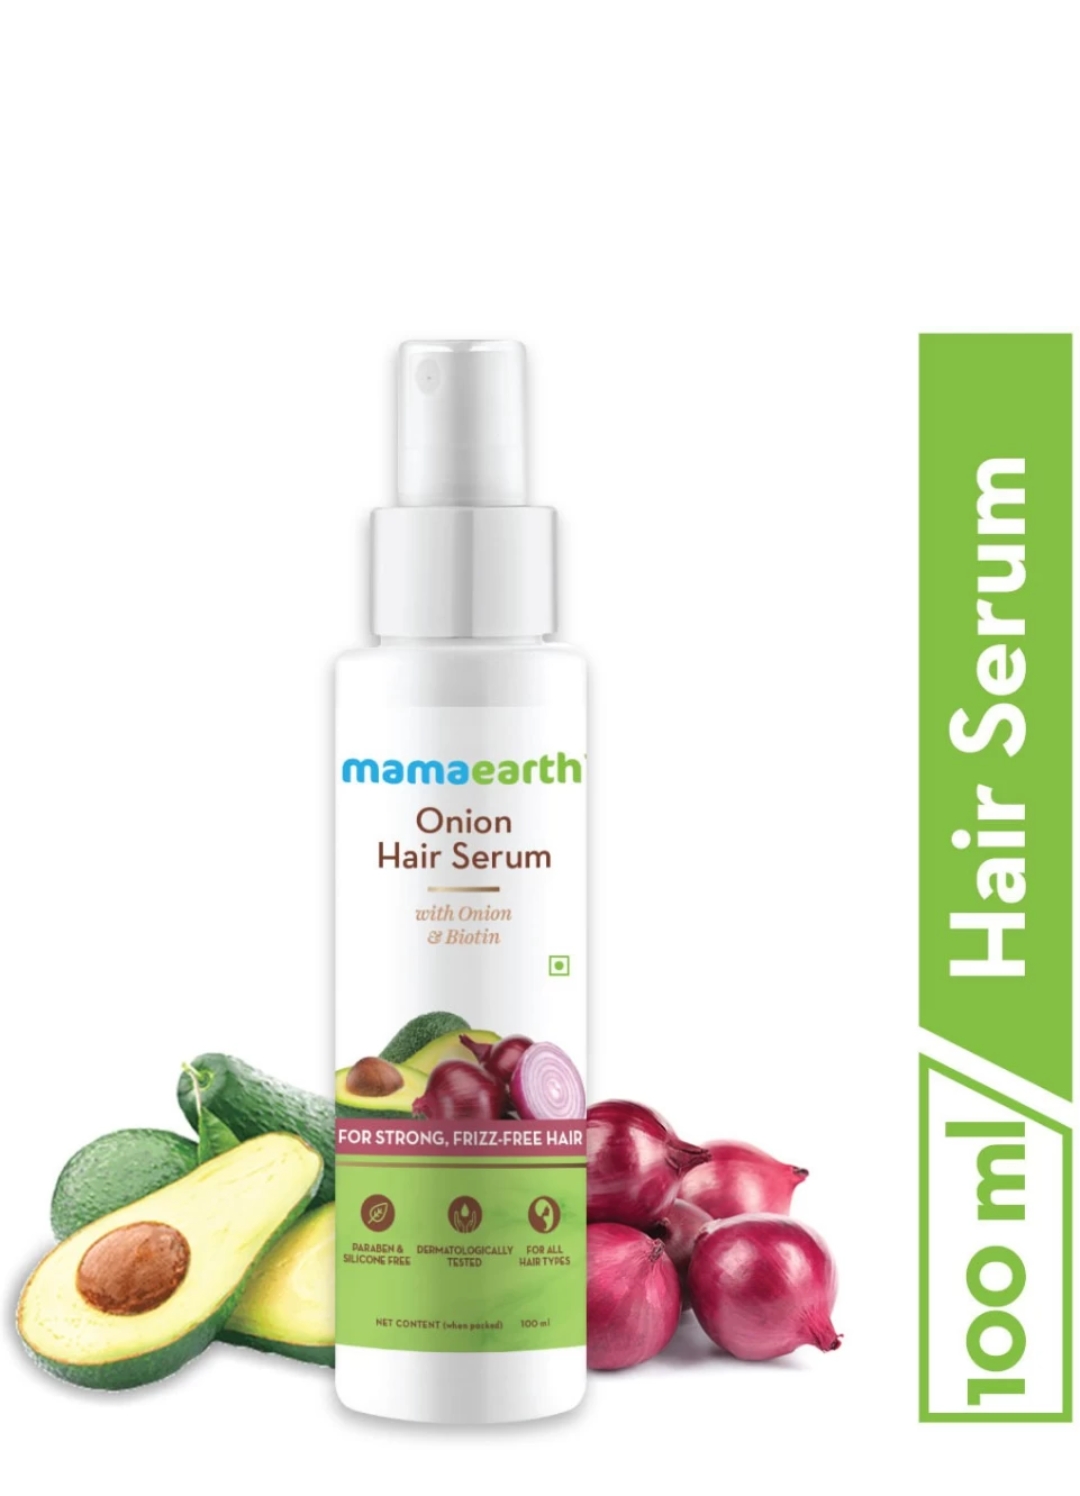 mamaearth
Onion
Hair Serum
with Onion
& Biotin
FOR STRONG, FRIZZ-FREE HAIR
PARABEN &
SILICONE FREE
DERMATOLOGICALLY
TESTED
FOR ALL
HAIR TYPES
NET CONTENT (when packed) 100 ml
Hair Serum
100 ml